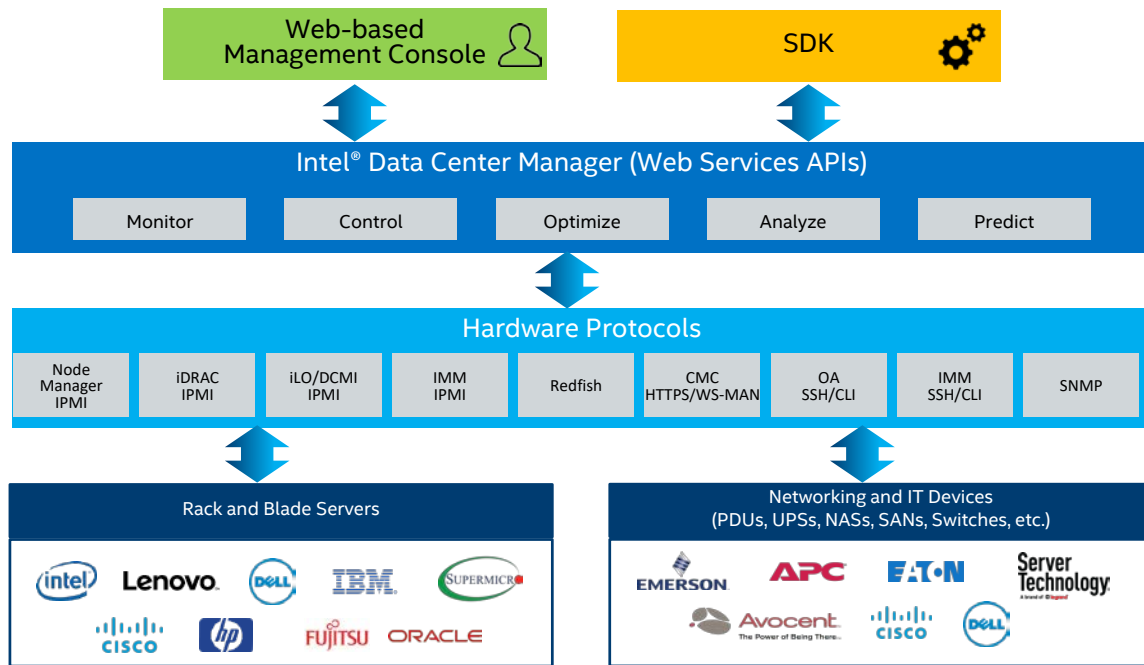 Web-based
Management Console
SDK
Intel® Data Center Manager (Web Services APIs)
Monitor
Control
Optimize
Analyze
Predict
Hardware Protocols
Node
Manager
IPMI
iDRAC
IPMI
iLO/DCMI
IPMI
IMM
IPMI
Redfish
CMC
HTTPS/WS-MAN
OA
SSH/CLI
IMM
SSH/CLI
SNMP
Rack and Blade Servers
intel
Lenovo.
DELL
IBM.
SUPERMICRO
CISCO
hp
FUJITSU
ORACLE
Networking and IT Devices
(PDUs, UPSs, NASs, SANs, Switches, etc.)
EMERSON.
APC
EATON
Server
Technology.
A brand of legrand
Avocent.
The Power of Being There.
CISCO
DELL